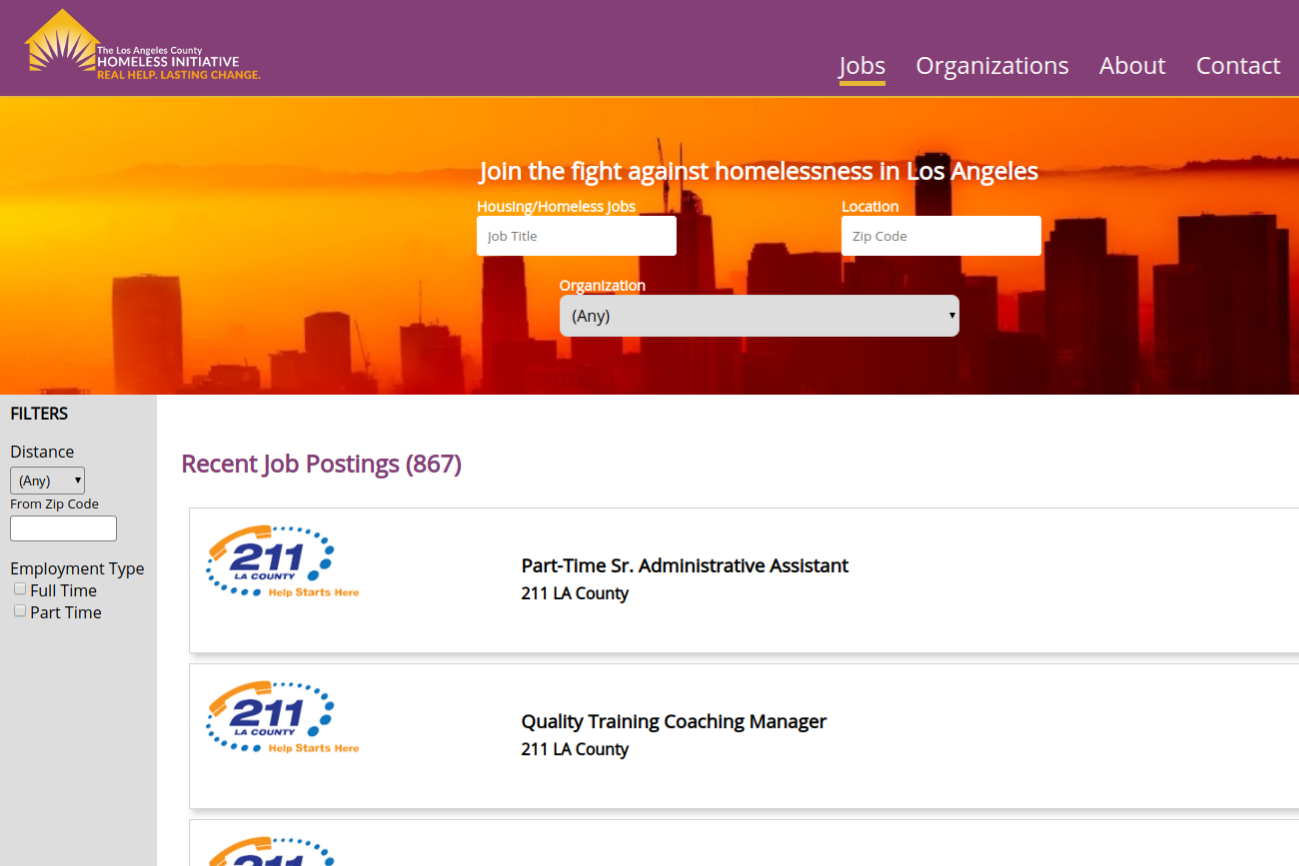 The Los Angeles County
HOMELESS INITIATIVE
REAL HELP. LASTING CHANGE.
Jobs Organizations About Contact
Join the fight against homelessness in Los Angeles
Housing/Homeless Jobs Location
Job Title Zip Code
Organization
(Any)
FILTERS
Distance
(Any)
From Zip Code
Employment Type
Full Time
Part Time
Recent Job Postings (867)
211
LA COUNTY
Help Starts Here
Part-Time Sr. Administrative Assistant
211 LA County
211
LA COUNTY
Help Starts Here
Quality Training Coaching Manager
211 LA County
211